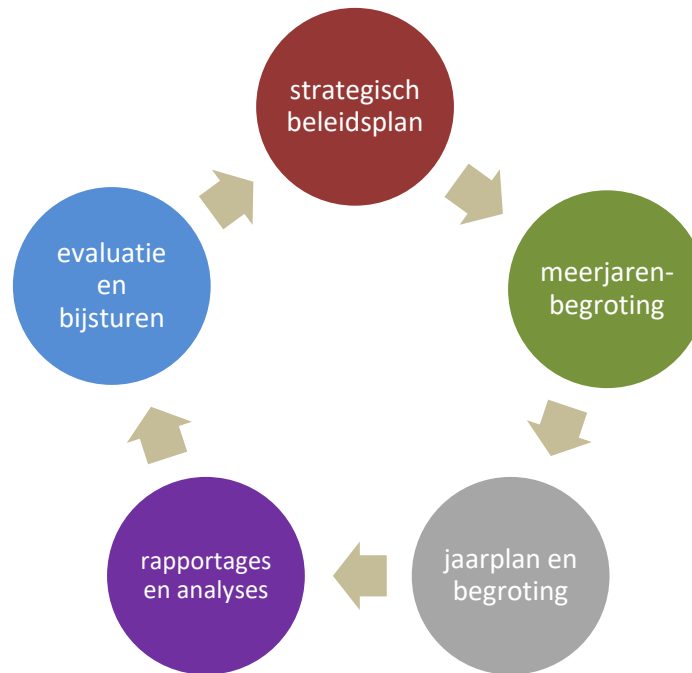 strategisch
beleidsplan
meerjaren-
begroting
jaarplan en
begroting
rapportages
en analyses
evaluatie
en
bijsturen